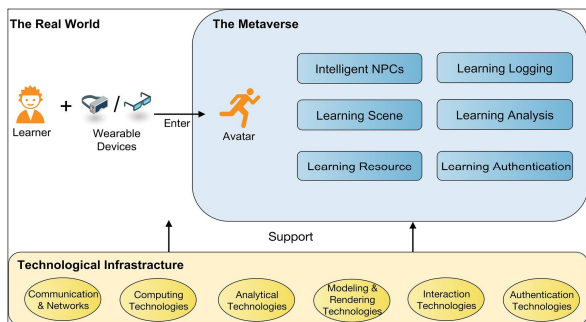 The Real World
The Metaverse
Learner
+
/
Wearable
Devices
Enter
Avatar
Intelligent NPCs
Learning Logging
Learning Scene
Learning Analysis
Learning Resource
Learning Authentication
Support
Technological Infrastracture
Communication
& Networks
Computing
Technologies
Analytical
Technologies
Modeling &
Rendering
Technologies
Interaction
Technologies
Authentication
Technologies